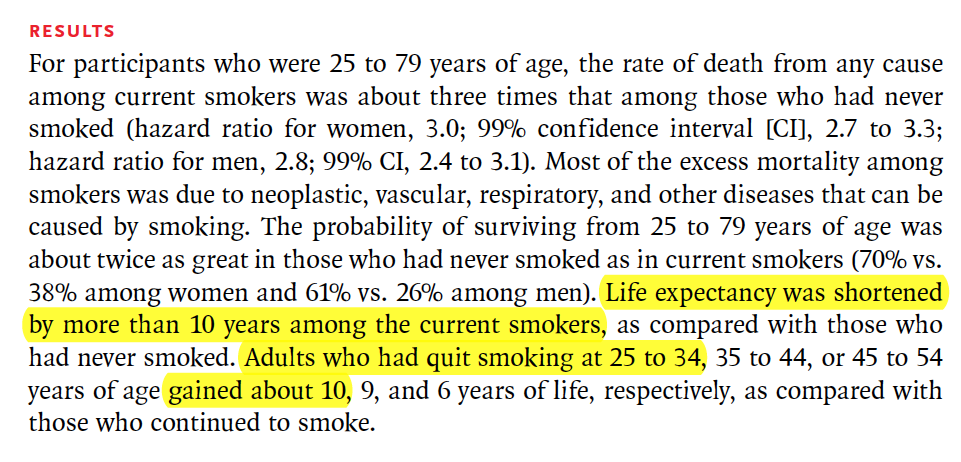 RESULTS
For participants who were 25 to 79 years of age, the rate of death from any cause
among current smokers was about three times that among those who had never
smoked (hazard ratio for women, 3.0; 99% confidence interval [CI], 2.7 to 3.3;
hazard ratio for men, 2.8; 99% CI, 2.4 to 3.1). Most of the excess mortality among
smokers was due to neoplastic, vascular, respiratory, and other diseases that can be
caused by smoking. The probability of surviving from 25 to 79 years of age was
about twice as great in those who had never smoked as in current smokers (70% vs.
38% among women and 61% vs. 26% among men). Life expectancy was shortened
by more than 10 years among the current smokers, as compared with those who
had never smoked. Adults who had quit smoking at 25 to 34, 35 to 44, or 45 to 54
years of age gained about 10, 9, and 6 years of life, respectively, as compared with
those who continued to smoke.